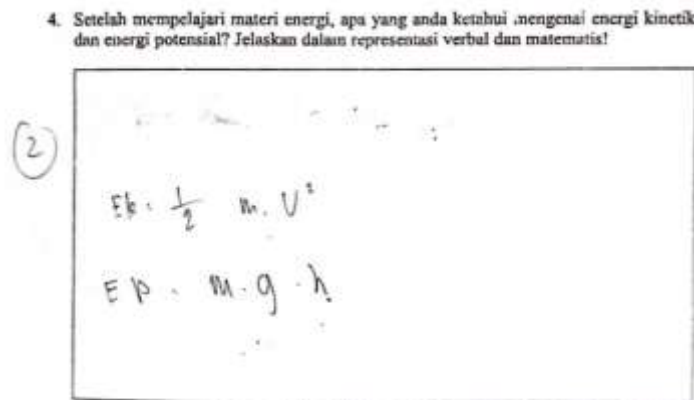 4. Setelah mempelajari materi energi, apa yang anda ketahui mengenai energi kinetik
dan energi potensial? Jelaskan dalam representasi verbal dan matematis!
2
Ek = 1/2 m. V²
EP = m.g.h